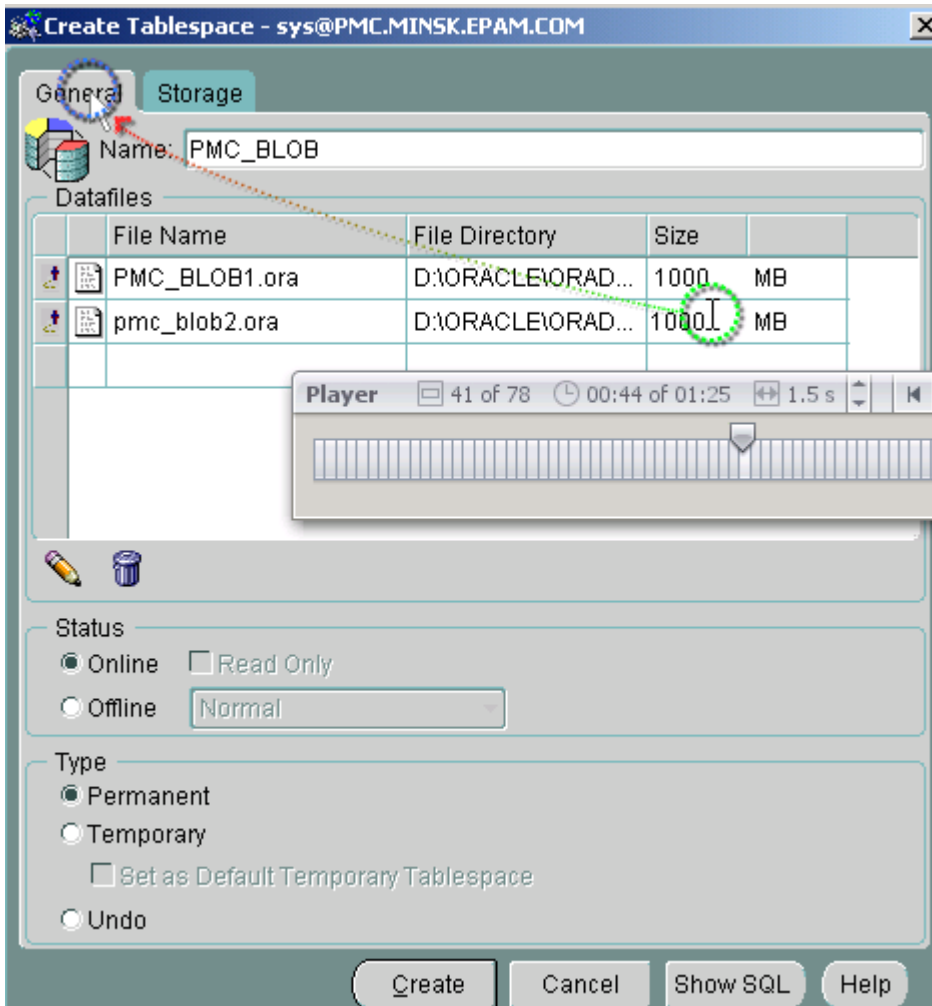 Create Tablespace - sys@PMC.MINSK.EPAM.COM
General Storage
Name: PMC_BLOB
Datafiles
File Name File Directory Size
PMC_BLOB1.ora D:\ORACLE\ORAD... 1000 MB
pmc_blob2.ora D:\ORACLE\ORAD... 1000 MB
Player 41 of 78 00:44 of 01:25 1.5 s
Status
Online Read Only
Offline Normal
Type
Permanent
Temporary
Set as Default Temporary Tablespace
Undo
Create Cancel Show SQL Help